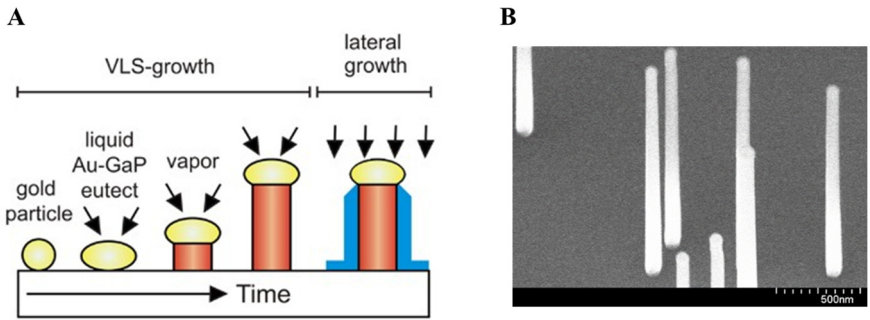 A
VLS-growth
lateral
growth
liquid
Au-GaP
eutect
vapor
gold
particle
Time
B
500nm